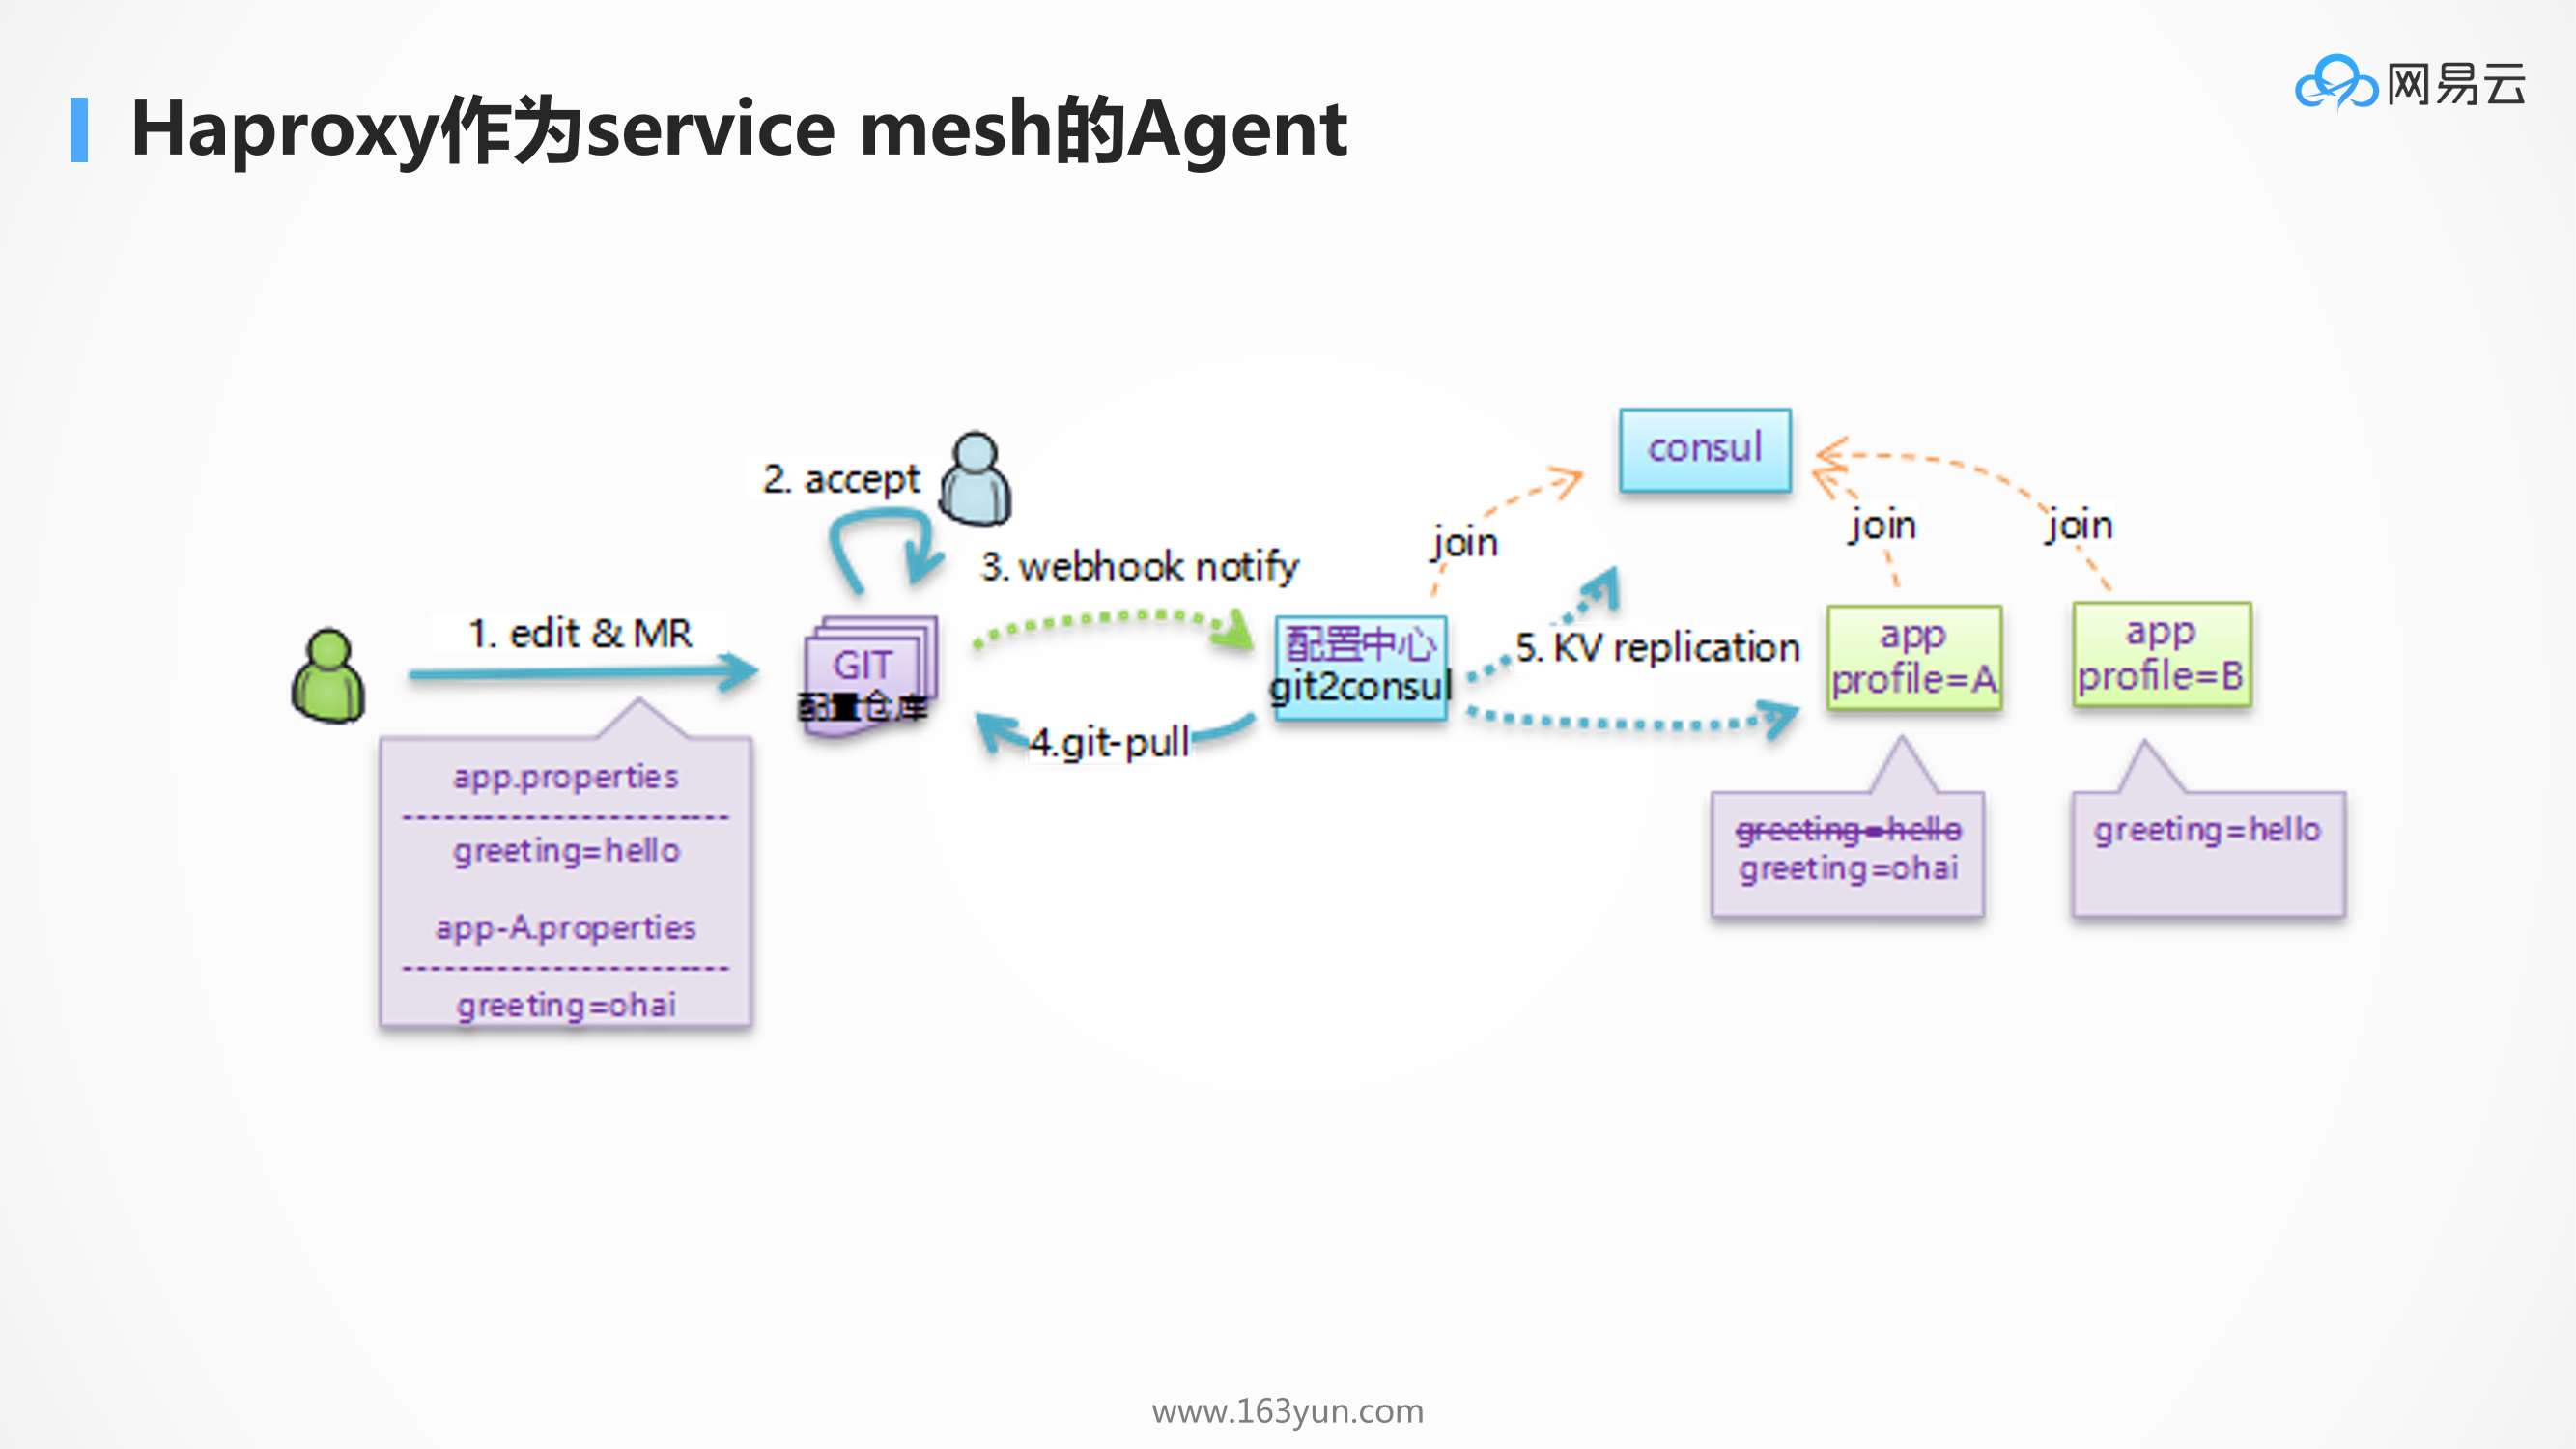 Haproxy作为service mesh的Agent
网易云
2. accept
3. webhook notify
1. edit & MR
GIT
配置仓库
配置中心
git2consul
4.git-pull
consul
join
join
join
5. KV replication
app
profile=A
app
profile=B
app.properties
-------------------------
greeting=hello
app-A.properties
-------------------------
greeting=ohai
greeting=hello
greeting=ohai
greeting=hello
www.163yun.com